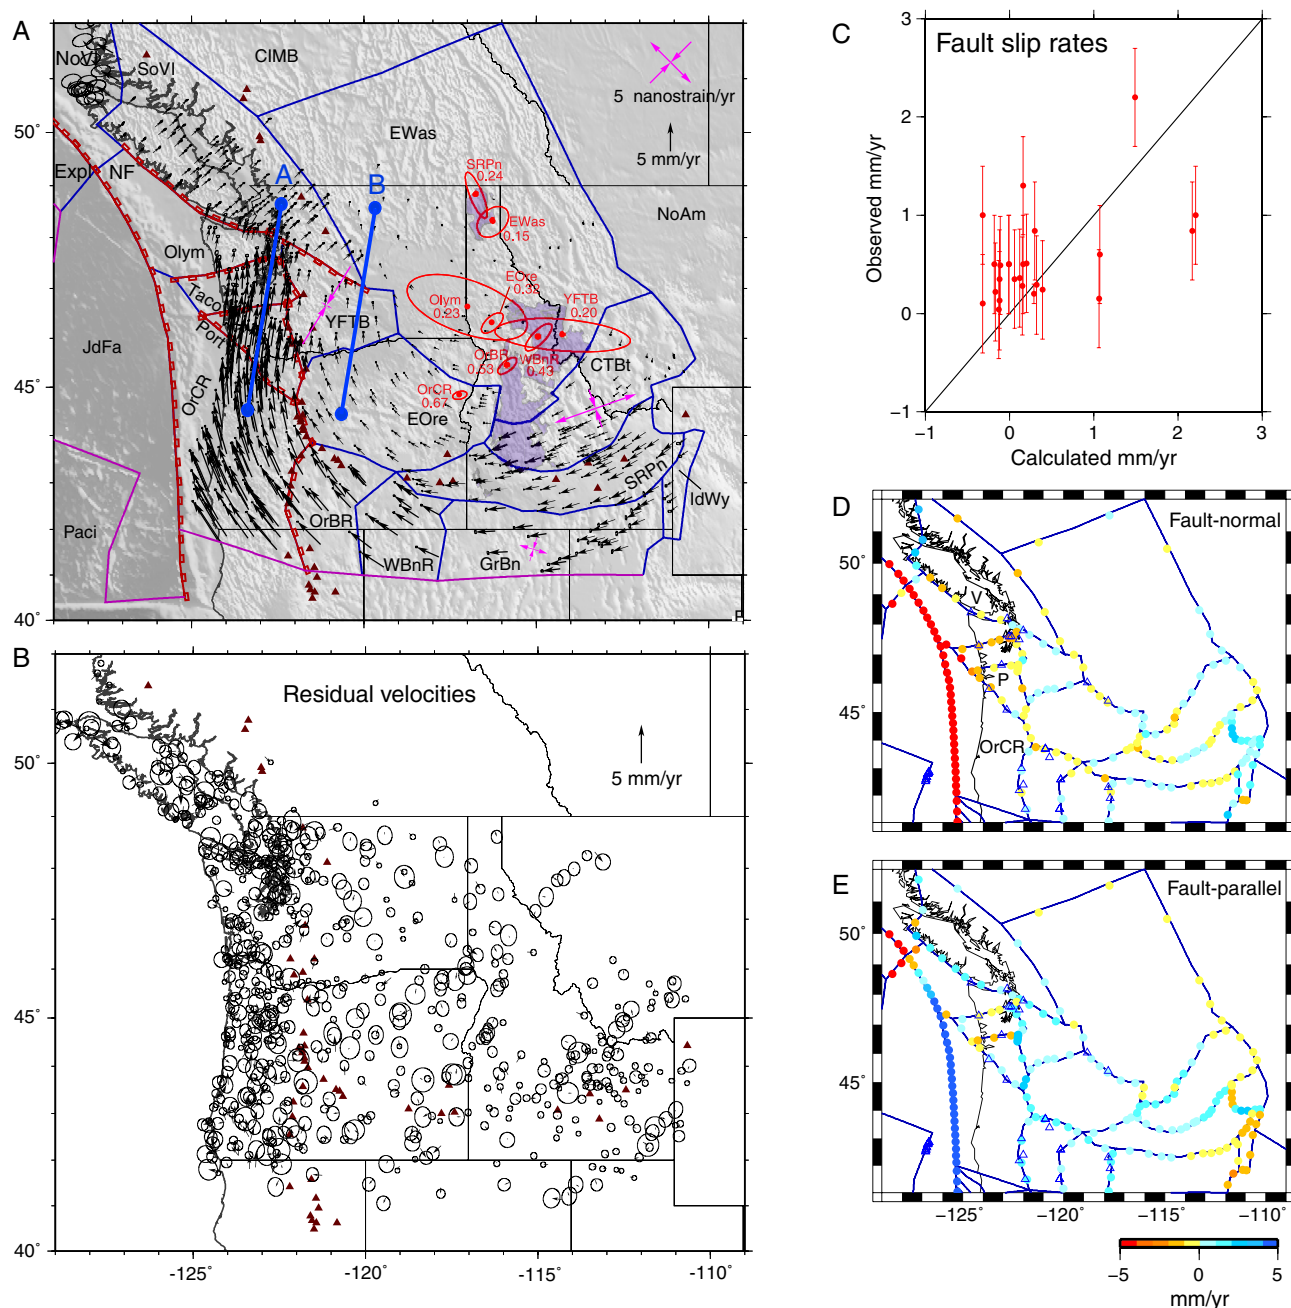 A
NoVI
SoVI
ClMB
5 nanostrain/yr
5 mm/yr
EWas
50°
Expl
NF
A
B
SRPn
0.24
EWas
0.15
NoAm
Olym
Taco
Port
EOre
0.32
Olym
0.23
YFTB
0.20
YFTB
JdFa
OrBR
0.53
WBnR
0.43
CTBt
45°
OrCR
OrCR
0.67
EOre
SRPn
IdWy
Paci
OrBR
WBnR
GrBn
40°
B
Residual velocities
5 mm/yr
50°
45°
40°
-125°
-120°
-115°
-110°
C
Fault slip rates
Observed mm/yr
3
2
1
0
−1
−1
0
1
2
3
Calculated mm/yr
D
Fault-normal
50°
V
P
45°
OrCR
E
Fault-parallel
50°
45°
−125°
−120°
−115°
−110°
−5
0
5
mm/yr